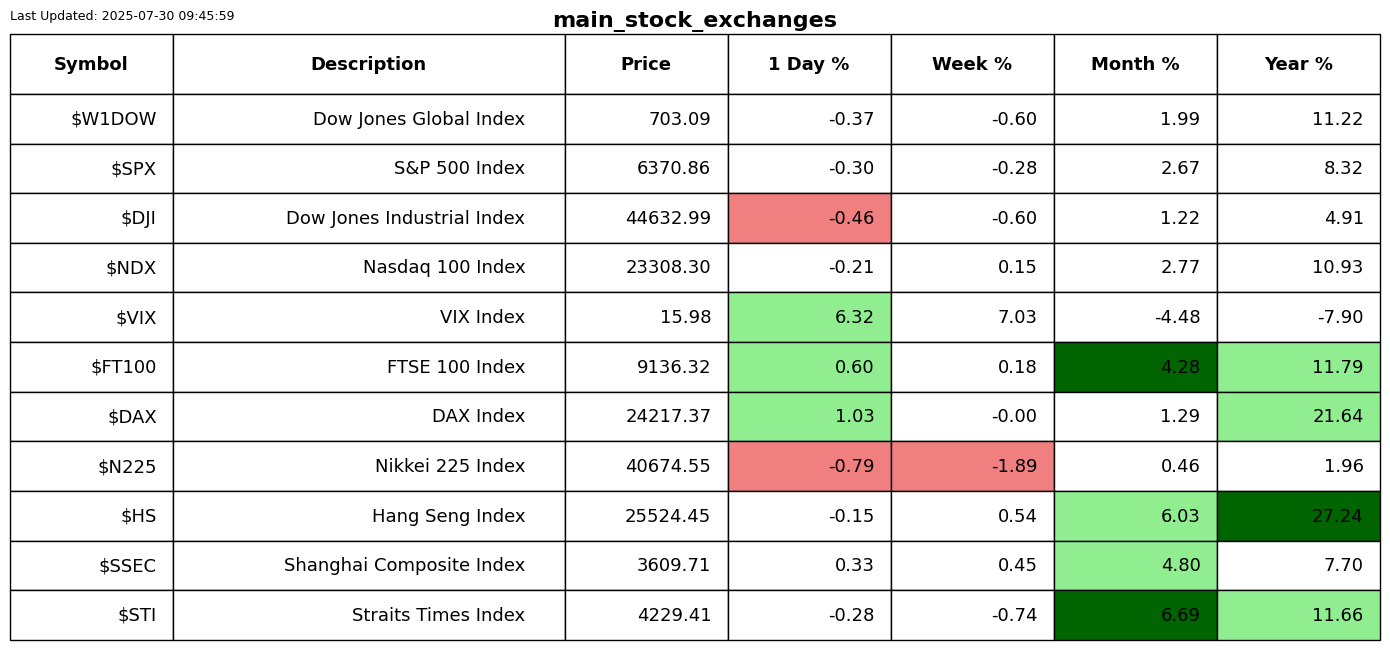 Last Updated: 2025-07-30 09:45:59
main_stock_exchanges
Symbol Description Price 1 Day % Week % Month % Year %
$W1DOW Dow Jones Global Index 703.09 -0.37 -0.60 1.99 11.22
$SPX S&P 500 Index 6370.86 -0.30 -0.28 2.67 8.32
$DJI Dow Jones Industrial Index 44632.99 -0.46 -0.60 1.22 4.91
$NDX Nasdaq 100 Index 23308.30 -0.21 0.15 2.77 10.93
$VIX VIX Index 15.98 6.32 7.03 -4.48 -7.90
$FT100 FTSE 100 Index 9136.32 0.60 0.18 4.28 11.79
$DAX DAX Index 24217.37 1.03 -0.00 1.29 21.64
$N225 Nikkei 225 Index 40674.55 -0.79 -1.89 0.46 1.96
$HS Hang Seng Index 25524.45 -0.15 0.54 6.03 27.24
$SSEC Shanghai Composite Index 3609.71 0.33 0.45 4.80 7.70
$STI Straits Times Index 4229.41 -0.28 -0.74 6.69 11.66